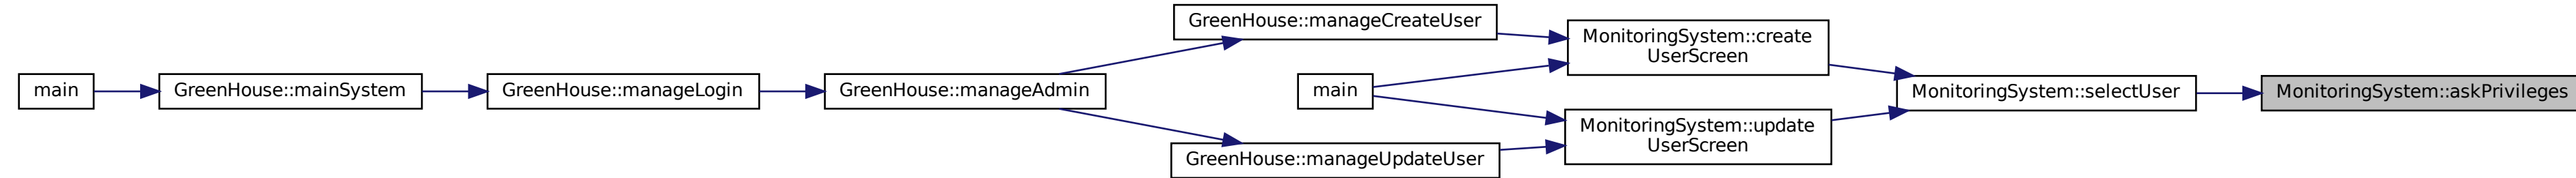 main
GreenHouse::mainSystem
GreenHouse::manageLogin
GreenHouse::manageAdmin
GreenHouse::manageCreateUser
main
GreenHouse::manageUpdateUser
MonitoringSystem::create
UserScreen
MonitoringSystem::update
UserScreen
MonitoringSystem::selectUser
MonitoringSystem::askPrivileges